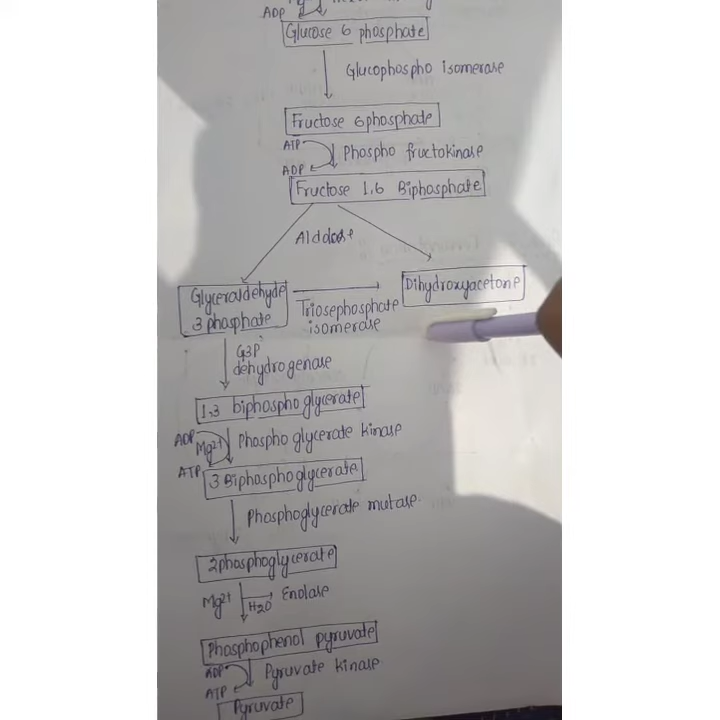 ADP
Glucose 6 phosphate
Glucophospho isomerase
Fructose 6phosphate
ATP
ADP
Phospho fructokinase
Fructose 1,6 Biphosphate
Glyceraldehyde
3 phosphate
Triosephosphate
isomerase
Dihydroxyacetone
G3P
dehydrogenase
1,3 biphospho glycerate
ADP
Mg2+
ATP
Phospho glycerate kinase
3 Biphosphoglycerate
Phosphoglycerate mutase
2phosphoglycerate
Mg2+
H2O
Enolase
Phosphophenol pyruvate
ADP
ATP
Pyruvate kinase
Pyruvate